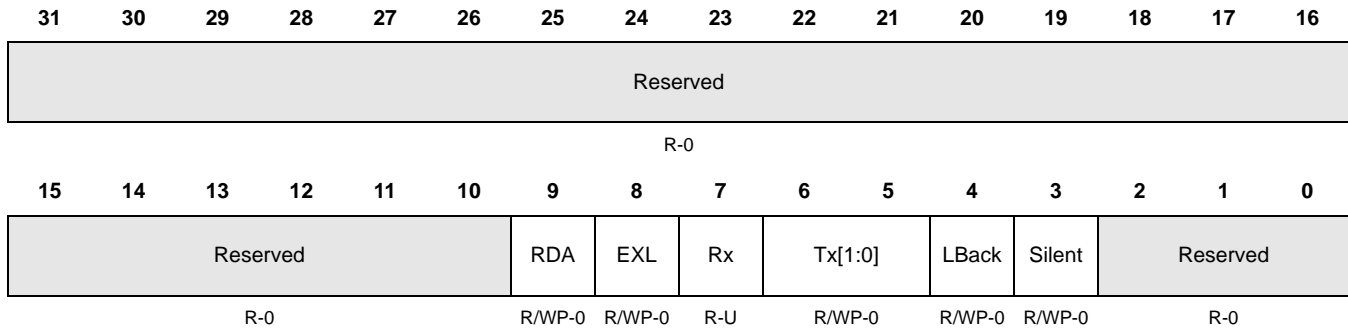 31 30 29 28 27 26 25 24 23 22 21 20 19 18 17 16
Reserved
R-0
15 14 13 12 11 10 9 8 7 6 5 4 3 2 1 0
Reserved RDA EXL Rx Tx[1:0] LBack Silent Reserved
R-0 R/WP-0 R/WP-0 R-U R/WP-0 R/WP-0 R/WP-0 R-0